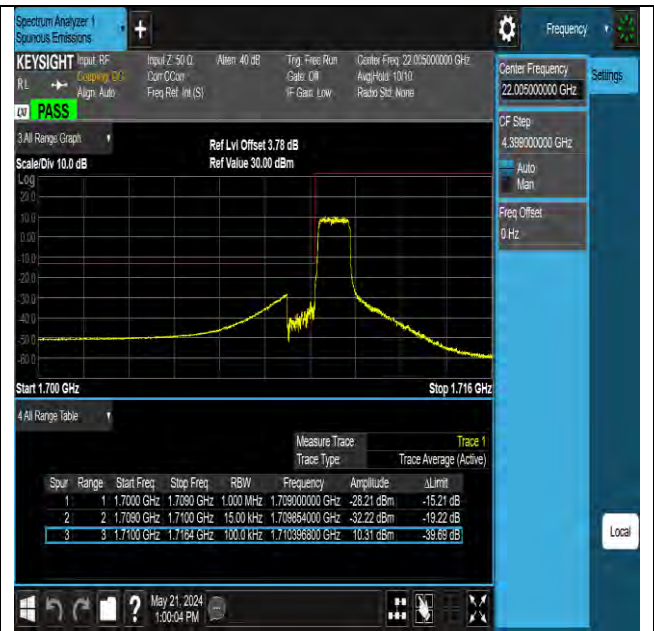 Spectrum Analyzer 1
Spurious Emissions
+
Frequency
KEYSIGHT Input: RF Input Z: 50 Ω Atten: 40 dB Trig: Free Run Center Freq: 22.005000000 GHz
RL Coupling: DC Corr CCorr Gate: Off Avg|Hold: 10/10
Align: Auto Freq Ref: Int (S) IF Gain: Low Radio Std: None
PASS
Center Frequency
22.005000000 GHz
Settings
CF Step
4.399000000 GHz
Auto
Man
Freq Offset
0 Hz
3 All Range Graph
Ref Lvl Offset 3.78 dB
Scale/Div 10.0 dB Ref Value 30.00 dBm
Log
20.0
10.0
0.00
-10.0
-20.0
-30.0
-40.0
-50.0
-60.0
Start 1.700 GHz Stop 1.716 GHz
4 All Range Table
Measure Trace Trace 1
Trace Type Trace Average (Active)
Spur Range Start Freq Stop Freq RBW Frequency Amplitude ΔLimit
1 1 1.7000 GHz 1.7090 GHz 1.000 MHz 1.709000000 GHz -28.21 dBm -15.21 dB
2 2 1.7090 GHz 1.7100 GHz 15.00 kHz 1.709854000 GHz -32.22 dBm -19.22 dB
3 3 1.7100 GHz 1.7164 GHz 100.0 kHz 1.710396800 GHz 10.31 dBm -39.69 dB
Local
?
May 21, 2024
1:00:04 PM